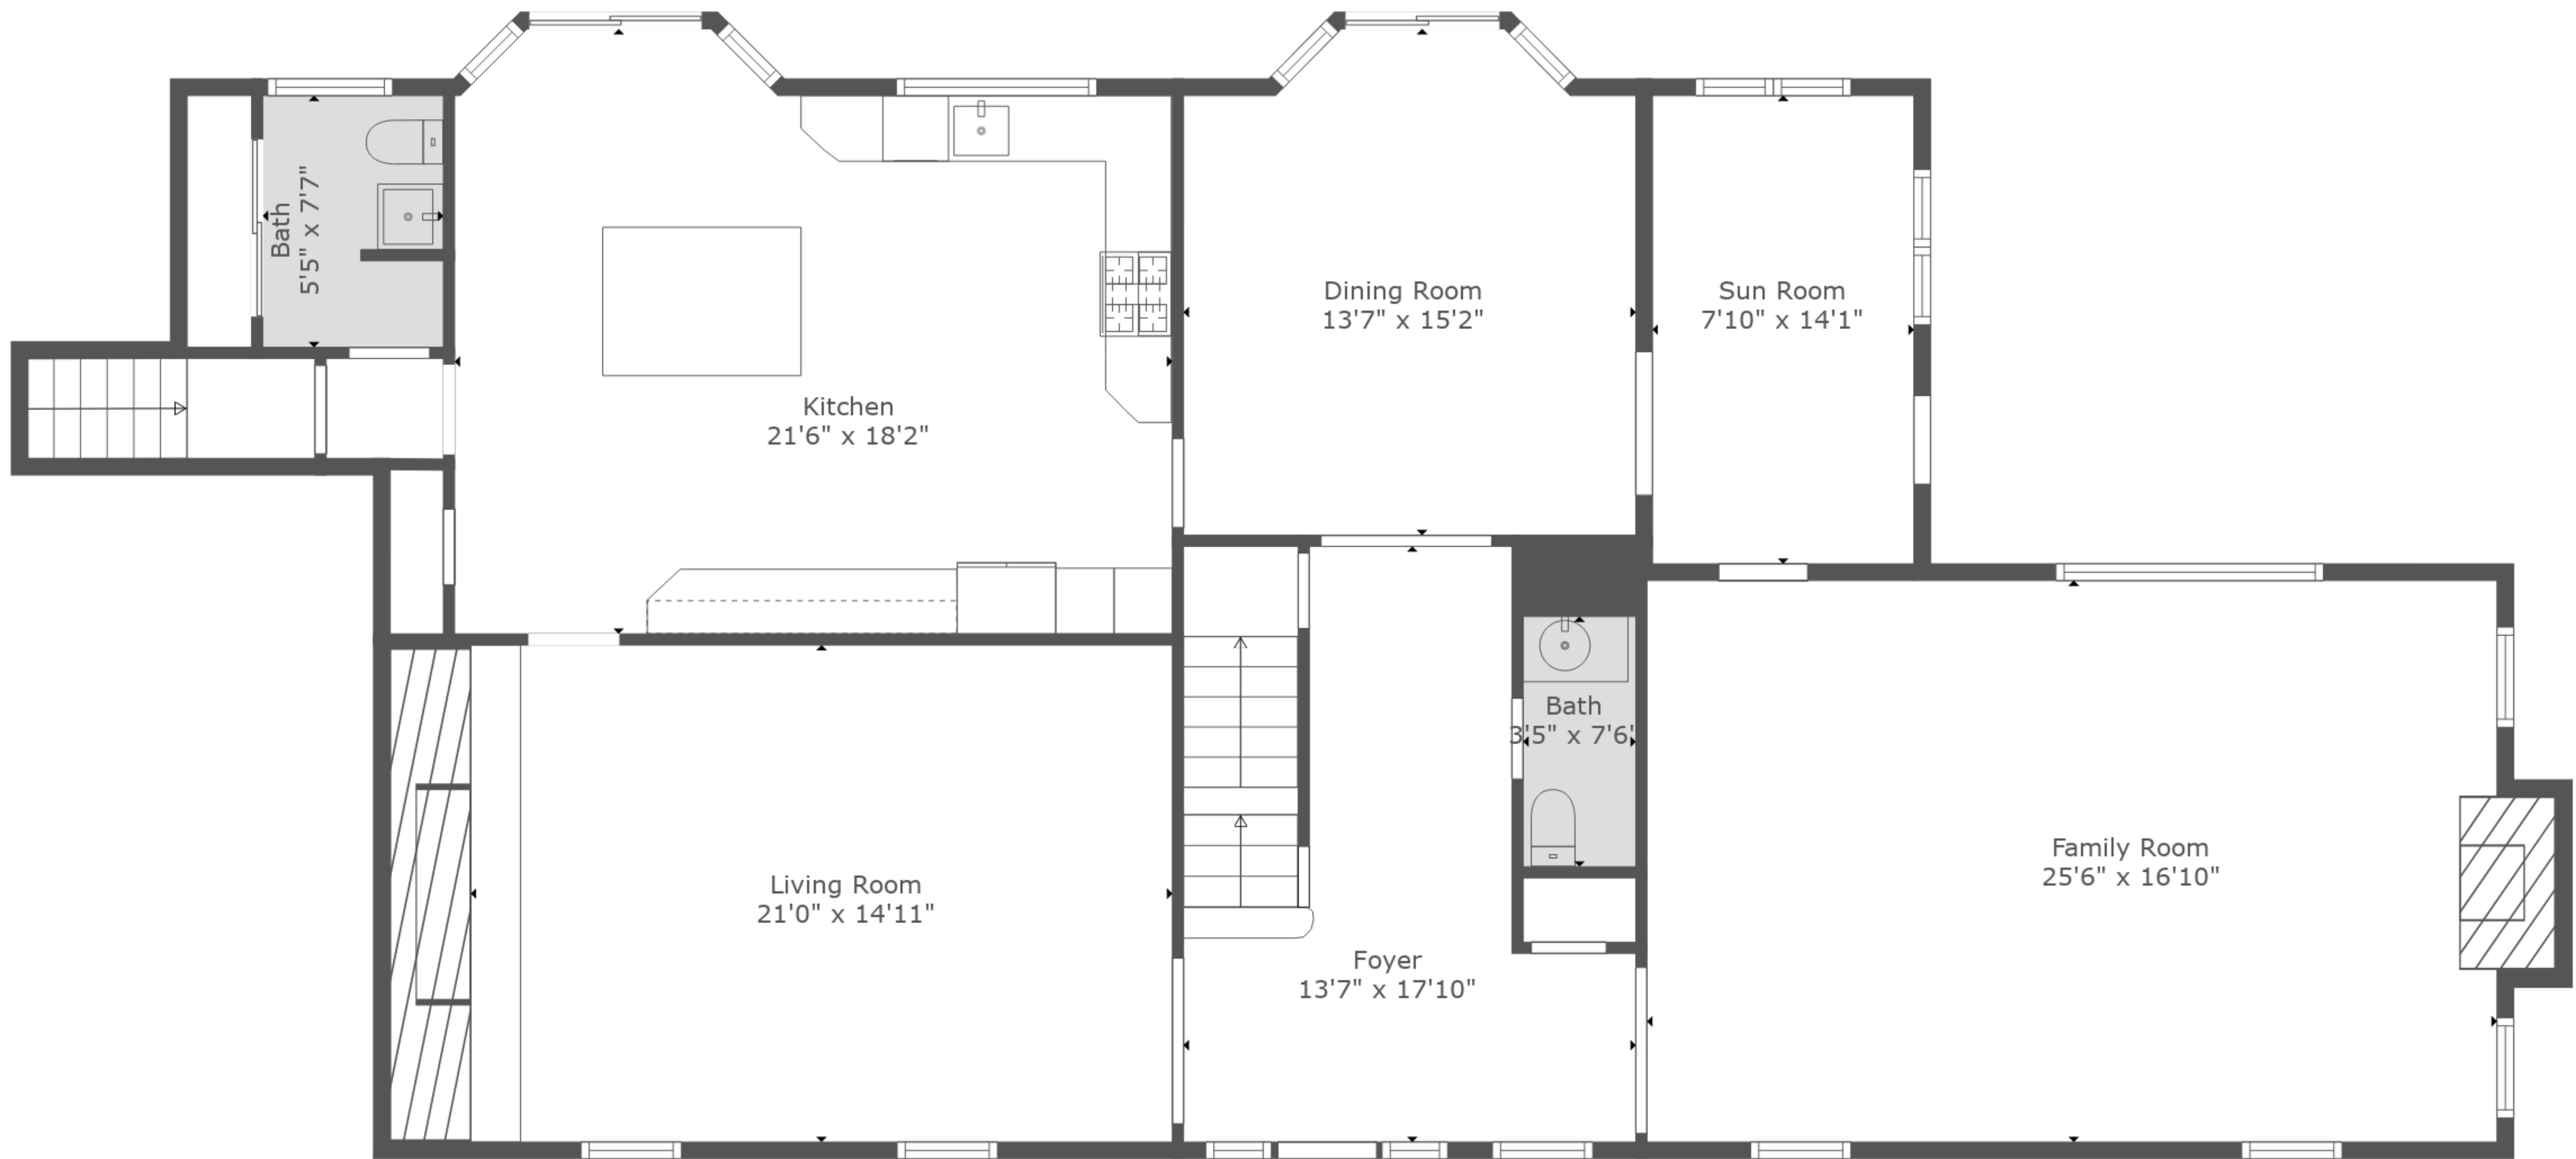 Bath
5'5" x 7'7"
Kitchen
21'6" x 18'2"
Dining Room
13'7" x 15'2"
Sun Room
7'10" x 14'1"
Living Room
21'0" x 14'11"
Foyer
13'7" x 17'10"
Bath
3'5" x 7'6"
Family Room
25'6" x 16'10"